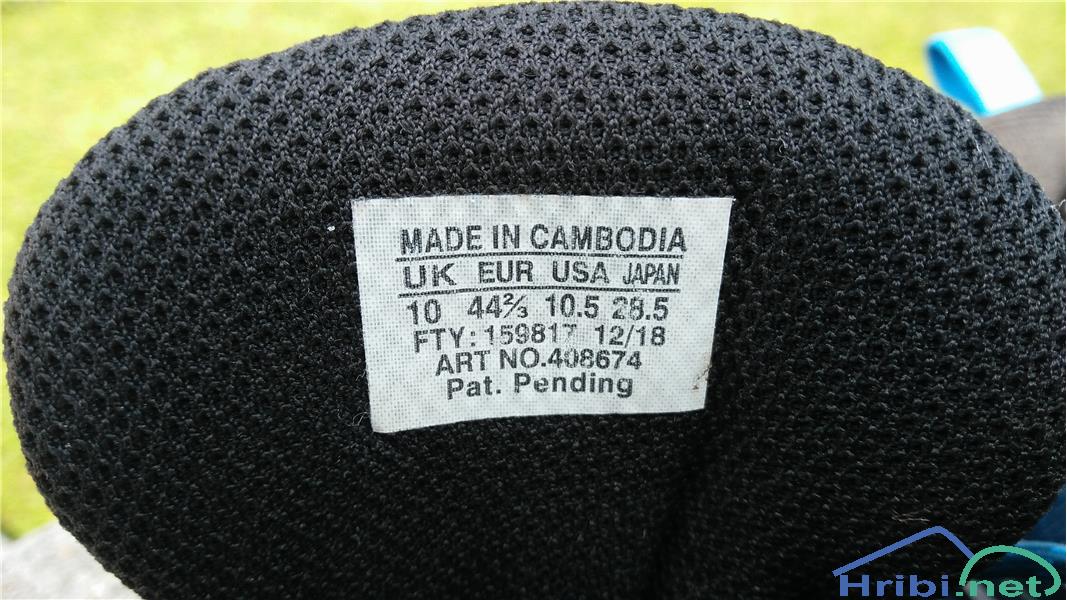 MADE IN CAMBODIA
UK EUR USA JAPAN
10 44⅔ 10.5 28.5
FTY: 159817 12/18
ART NO.408674
Pat. Pending
Hribi.net